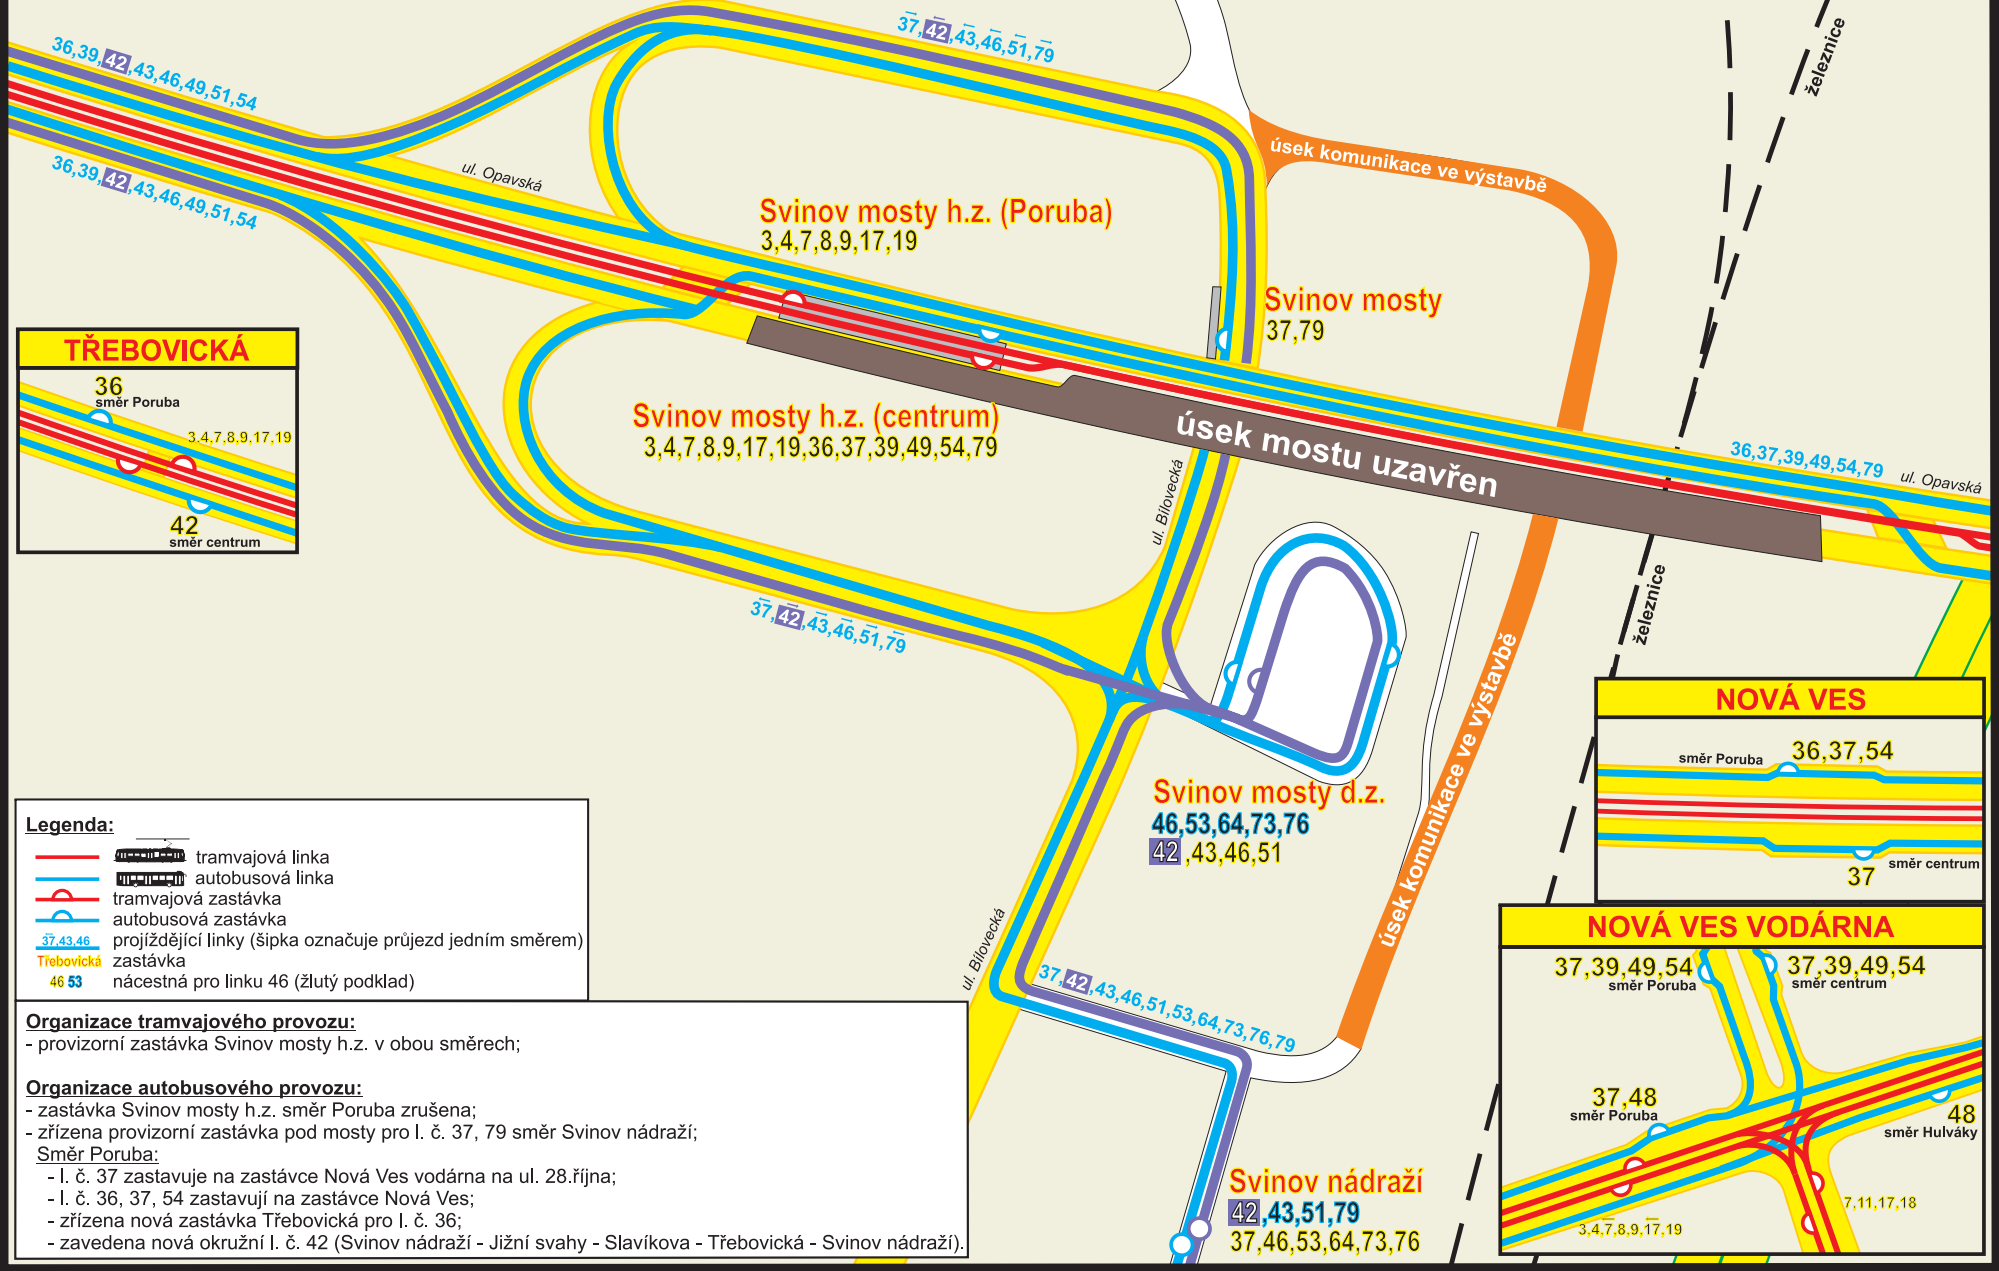 36,39,42,43,46,49,51,54
37,42,43,46,51,79
železnice
úsek komunikace ve výstavbě
ul. Opavská
36,39,42,43,46,49,51,54
Svinov mosty h.z. (Poruba)
3,4,7,8,9,17,19
Svinov mosty
37,79
TŘEBOVICKÁ
36
směr Poruba
3,4,7,8,9,17,19
42
směr centrum
Svinov mosty h.z. (centrum)
3,4,7,8,9,17,19,36,37,39,49,54,79
úsek mostu uzavřen
36,37,39,49,54,79
ul. Opavská
ul. Bílovecká
železnice
37,42,43,46,51,79
úsek komunikace ve výstavbě
NOVÁ VES
směr Poruba
36,37,54
směr centrum
37
Svinov mosty d.z.
46,53,64,73,76
42,43,46,51
ul. Bílovecká
37,42,43,46,51,53,64,73,76,79
NOVÁ VES VODÁRNA
37,39,49,54
směr Poruba
37,39,49,54
směr centrum
37,48
směr Poruba
48
směr Hulváky
7,11,17,18
3,4,7,8,9,17,19
Svinov nádraží
42,43,51,79
37,46,53,64,73,76
Legenda:
tramvajová linka
autobusová linka
tramvajová zastávka
autobusová zastávka
37,43,46 projíždějící linky (šipka označuje průjezd jedním směrem)
Třebovická zastávka
46 53 nácestná pro linku 46 (žlutý podklad)
Organizace tramvajového provozu:
- provizorní zastávka Svinov mosty h.z. v obou směrech;
Organizace autobusového provozu:
- zastávka Svinov mosty h.z. směr Poruba zrušena;
- zřízena provizorní zastávka pod mosty pro l. č. 37, 79 směr Svinov nádraží;
Směr Poruba:
- l. č. 37 zastavuje na zastávce Nová Ves vodárna na ul. 28.října;
- l. č. 36, 37, 54 zastavují na zastávce Nová Ves;
- zřízena nová zastávka Třebovická pro l. č. 36;
- zavedena nová okružní l. č. 42 (Svinov nádraží - Jižní svahy - Slavíkova - Třebovická - Svinov nádraží).